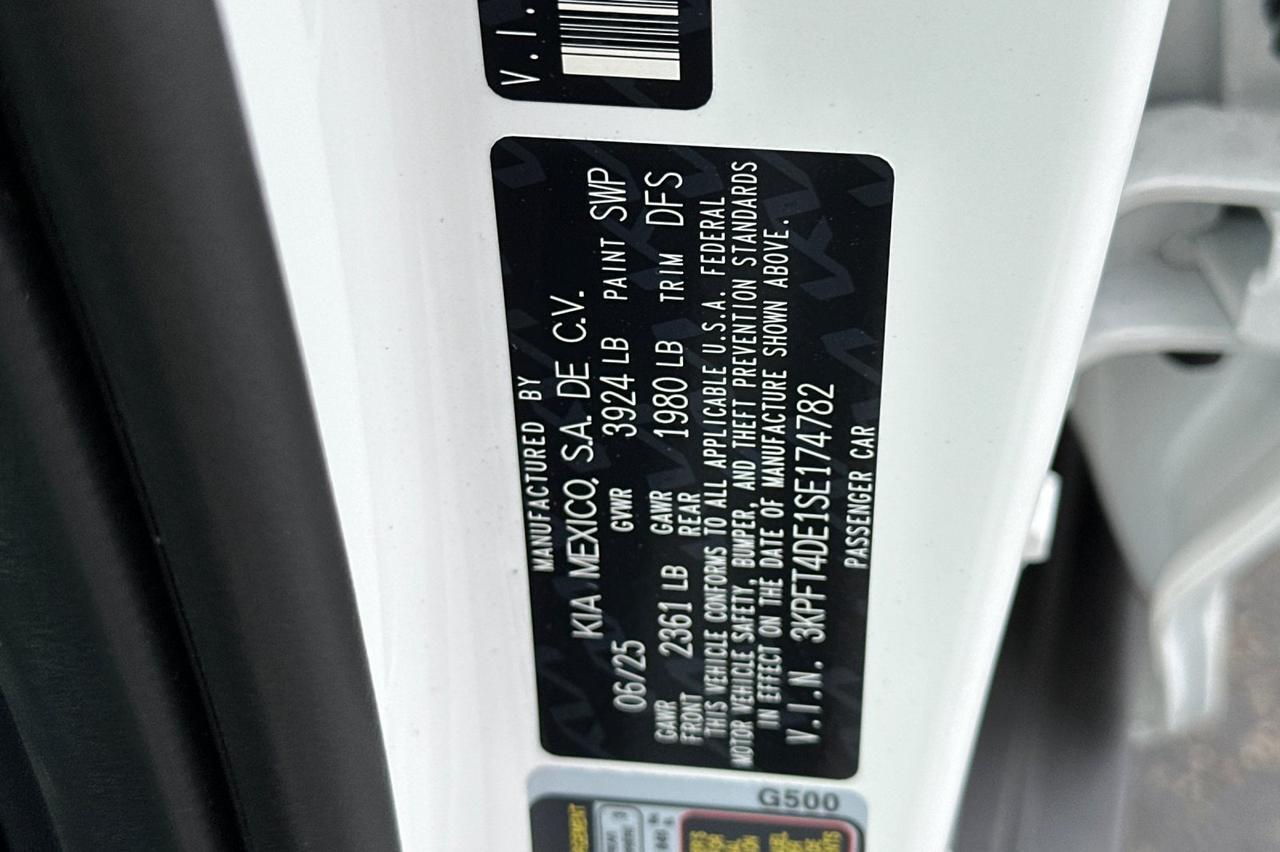 V.I.
MANUFACTURED BY
KIA MEXICO, S.A. DE C.V.
06/25 GVWR 3924 LB PAINT SWP
GAWR FRONT 2361 LB GAWR REAR 1980 LB TRIM DFS
THIS VEHICLE CONFORMS TO ALL APPLICABLE U.S.A. FEDERAL
MOTOR VEHICLE SAFETY, BUMPER, AND THEFT PREVENTION STANDARDS
IN EFFECT ON THE DATE OF MANUFACTURE SHOWN ABOVE.
V.I.N. 3KPFT4DE1SE174782
PASSENGER CAR
G500